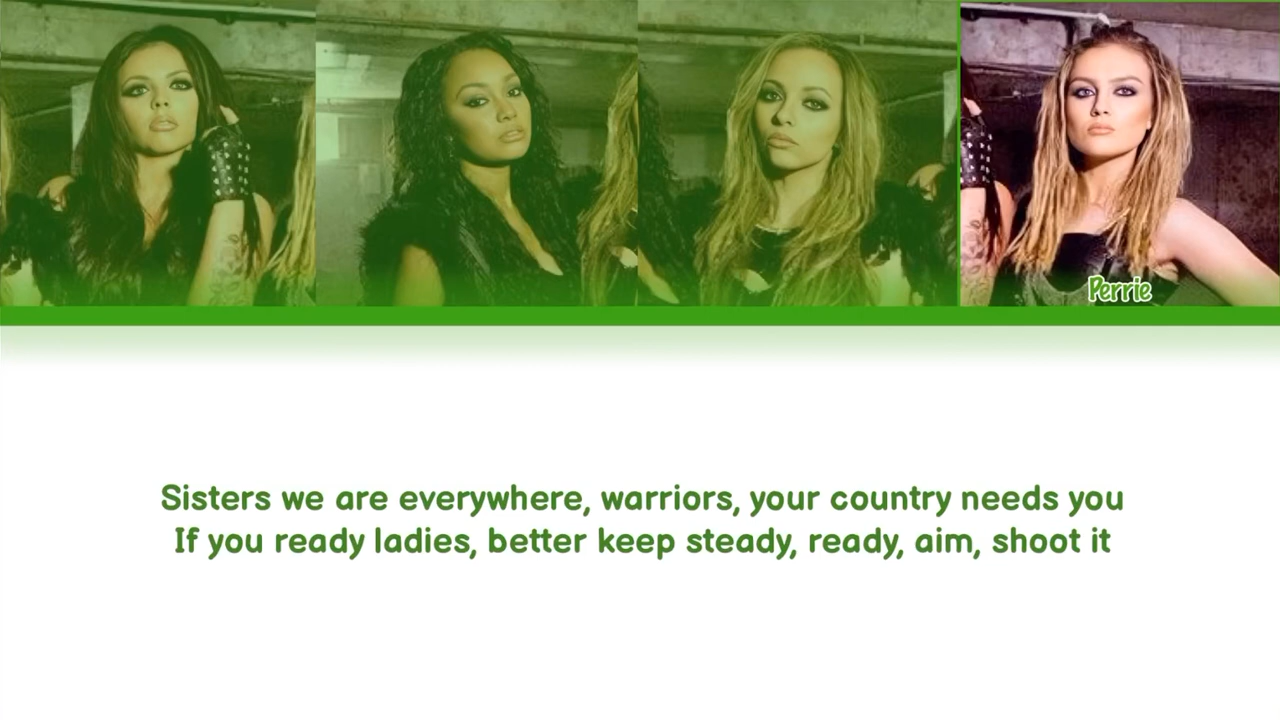 Perrie
Sisters we are everywhere, warriors, your country needs you
If you ready ladies, better keep steady, ready, aim, shoot it